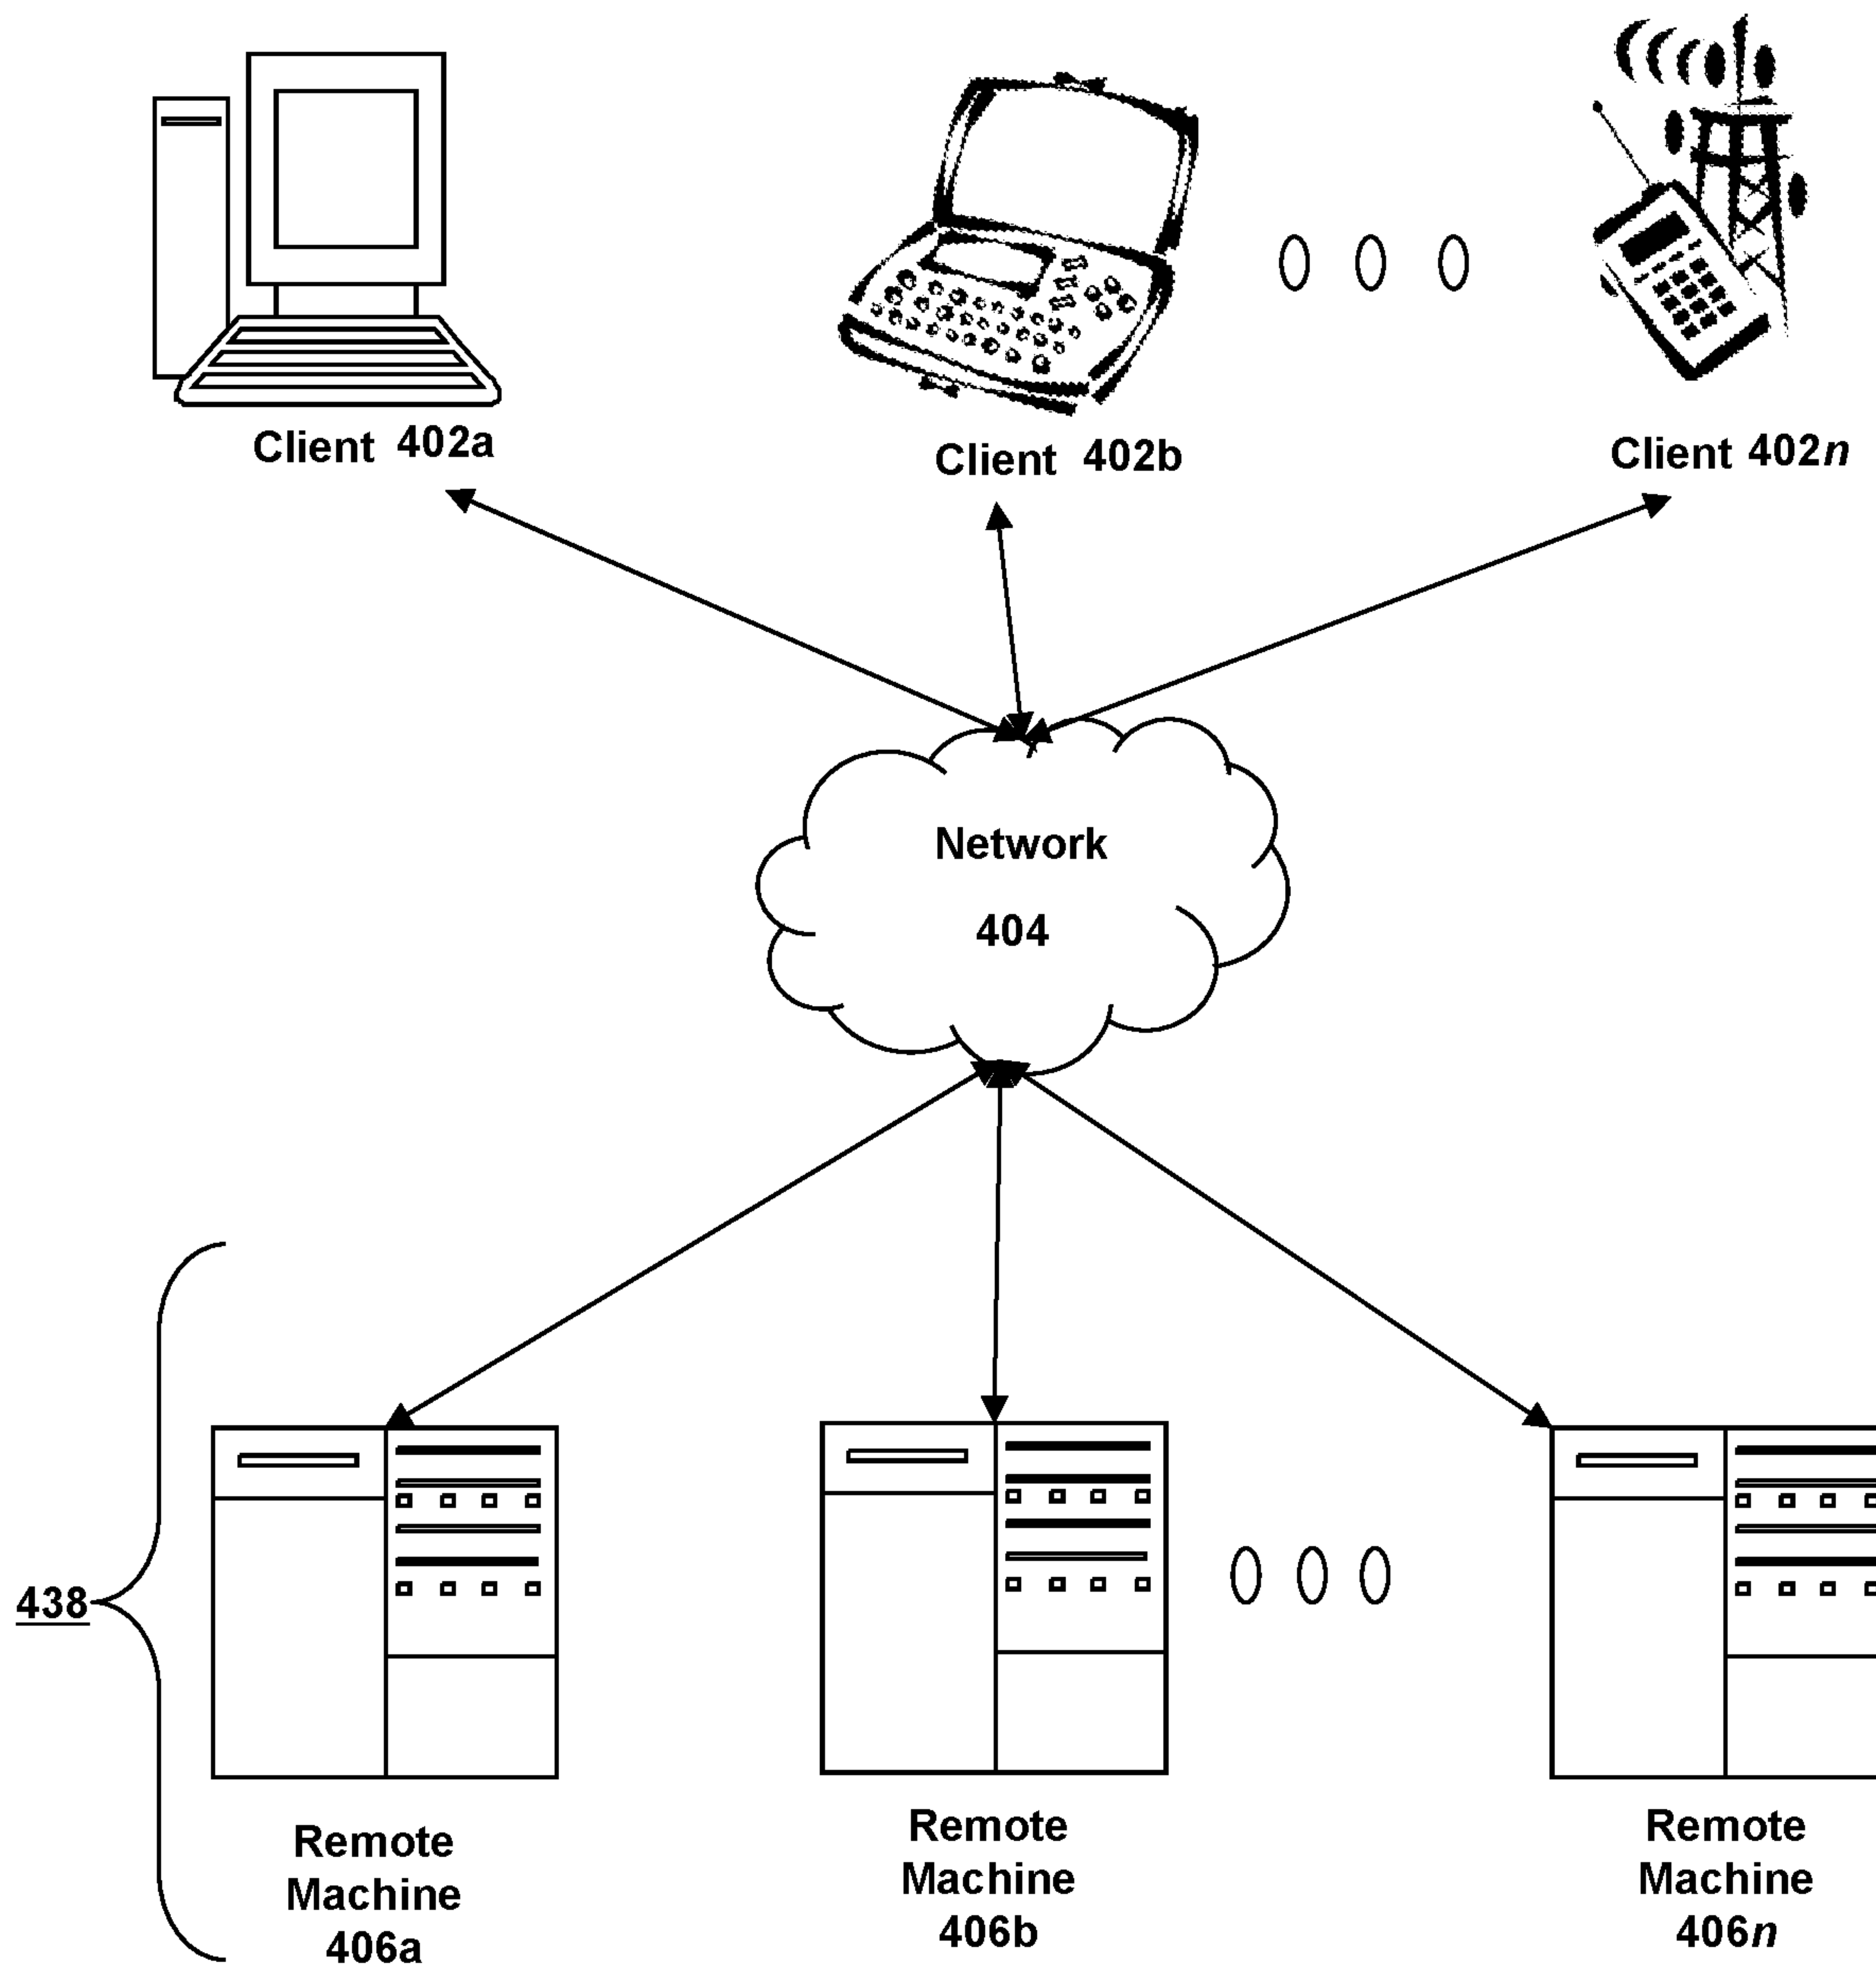 Client 402a
Client 402b
Client 402n
Network
404
438
Remote
Machine
406a
Remote
Machine
406b
Remote
Machine
406n